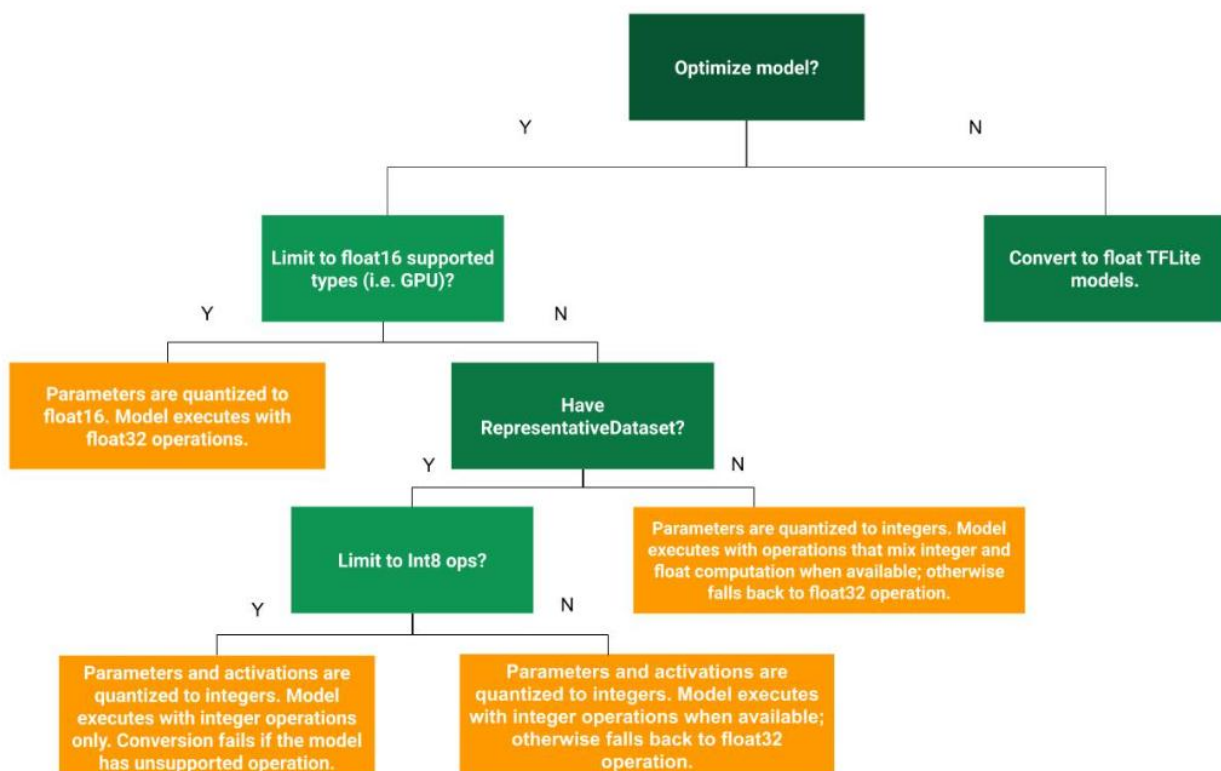 Optimize model?
Y
N
Limit to float16 supported
types (i.e. GPU)?
Convert to float TFLite
models.
Y
N
Parameters are quantized to
float16. Model executes with
float32 operations.
Have
RepresentativeDataset?
Y
N
Limit to Int8 ops?
Parameters are quantized to integers. Model
executes with operations that mix integer and
float computation when available; otherwise
falls back to float32 operation.
Y
N
Parameters and activations are
quantized to integers. Model
executes with integer operations
only. Conversion fails if the model
has unsupported operation.
Parameters and activations are
quantized to integers. Model executes
with integer operations when available;
otherwise falls back to float32
operation.